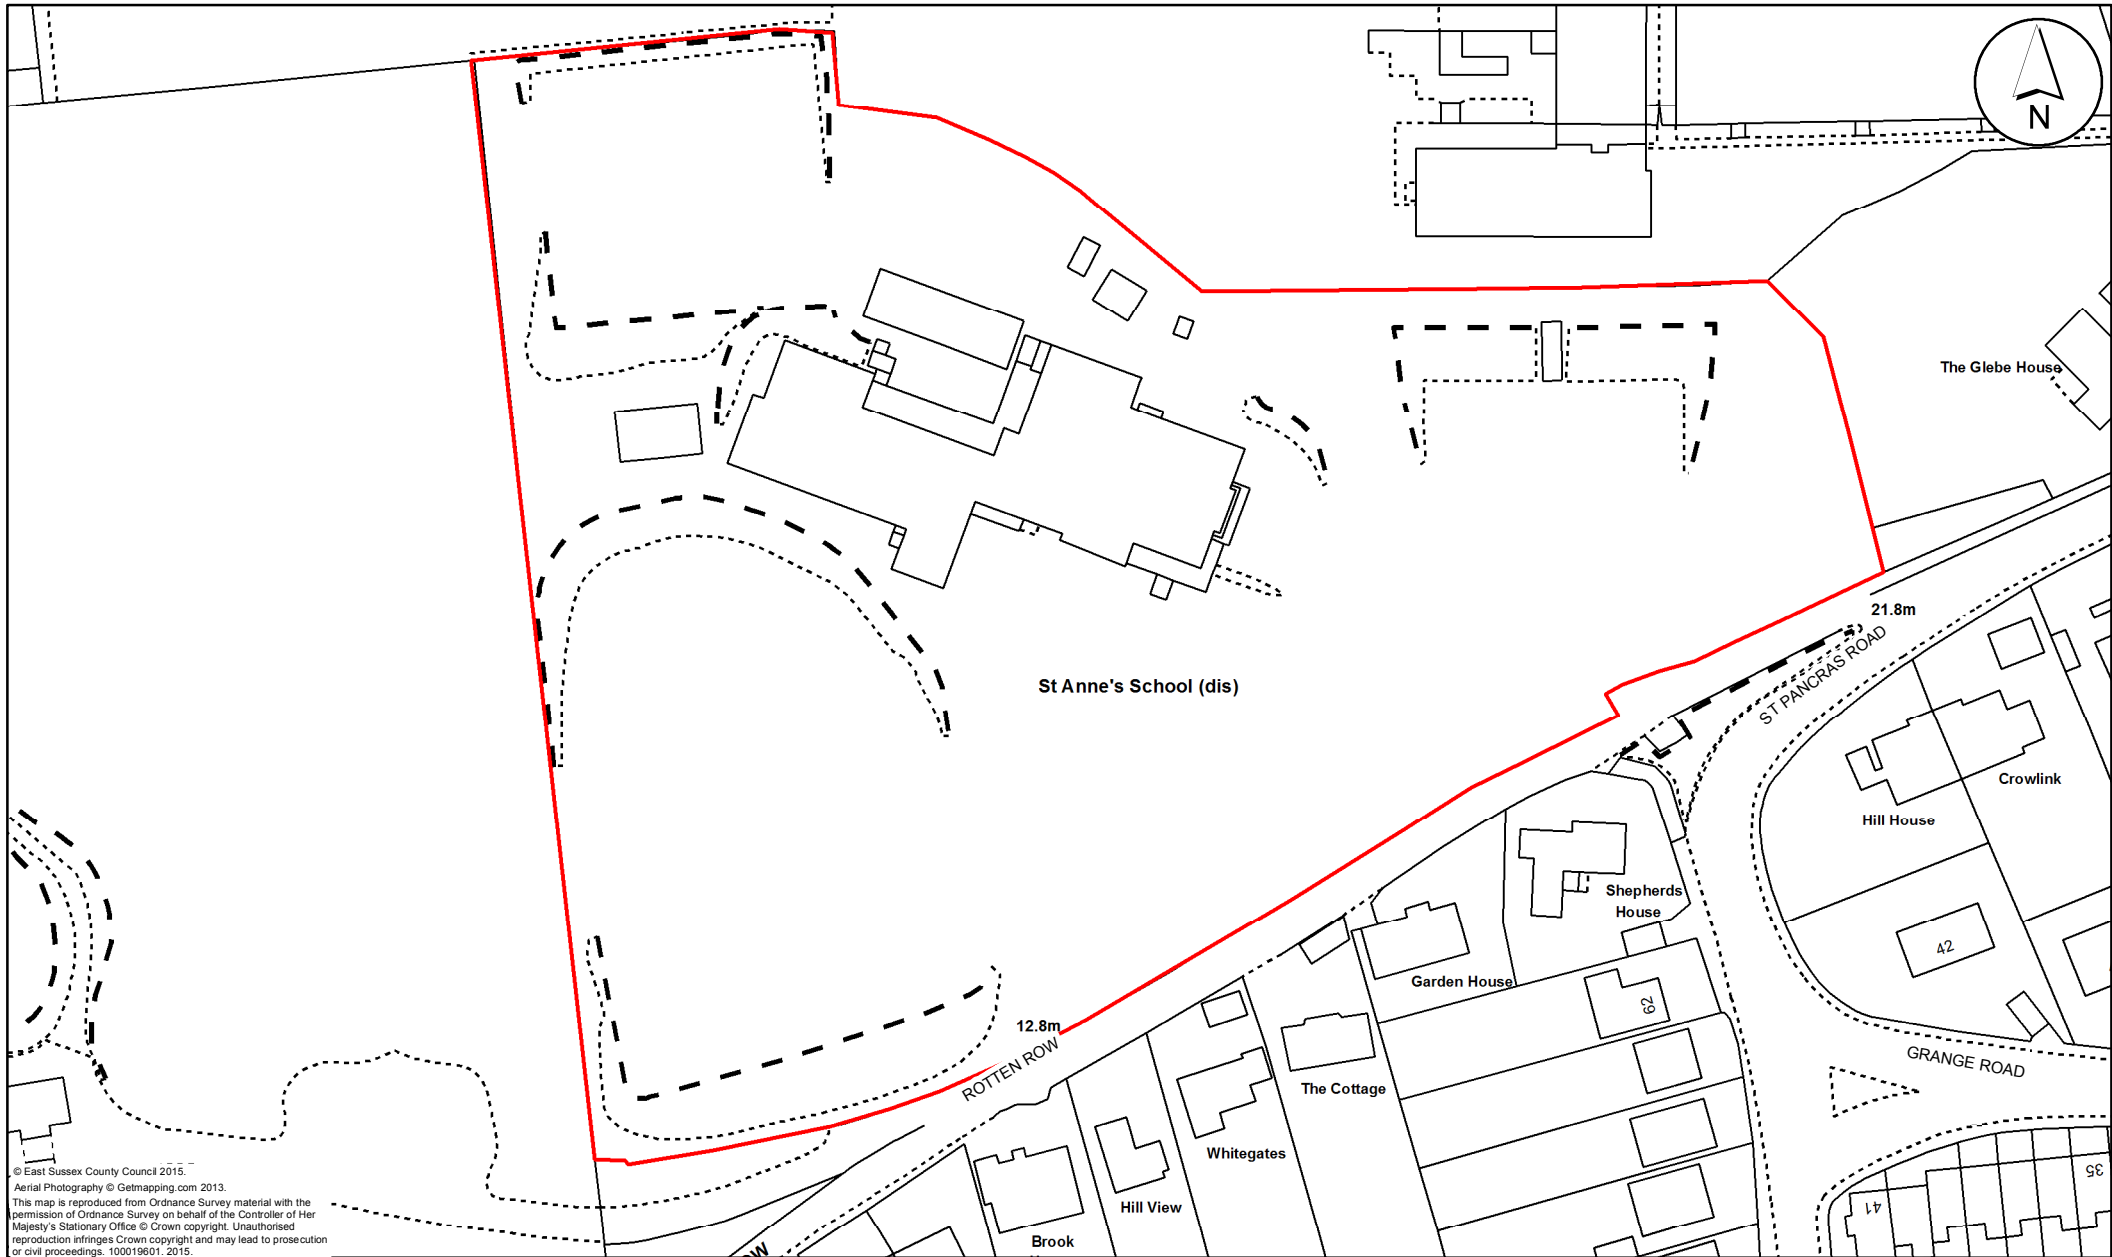 N
The Glebe House
21.8m
ST PANCRAS ROAD
St Anne's School (dis)
Crowlink
Hill House
Shepherds
House
42
Garden House
62
12.8m
ROTTEN ROW
GRANGE ROAD
The Cottage
Whitegates
35
41
Hill View
Brook
© East Sussex County Council 2015.
Aerial Photography © Getmapping.com 2013.
This map is reproduced from Ordnance Survey material with the
permission of Ordnance Survey on behalf of the Controller of Her
Majesty's Stationary Office © Crown copyright. Unauthorised
reproduction infringes Crown copyright and may lead to prosecution
or civil proceedings. 100019601, 2015.